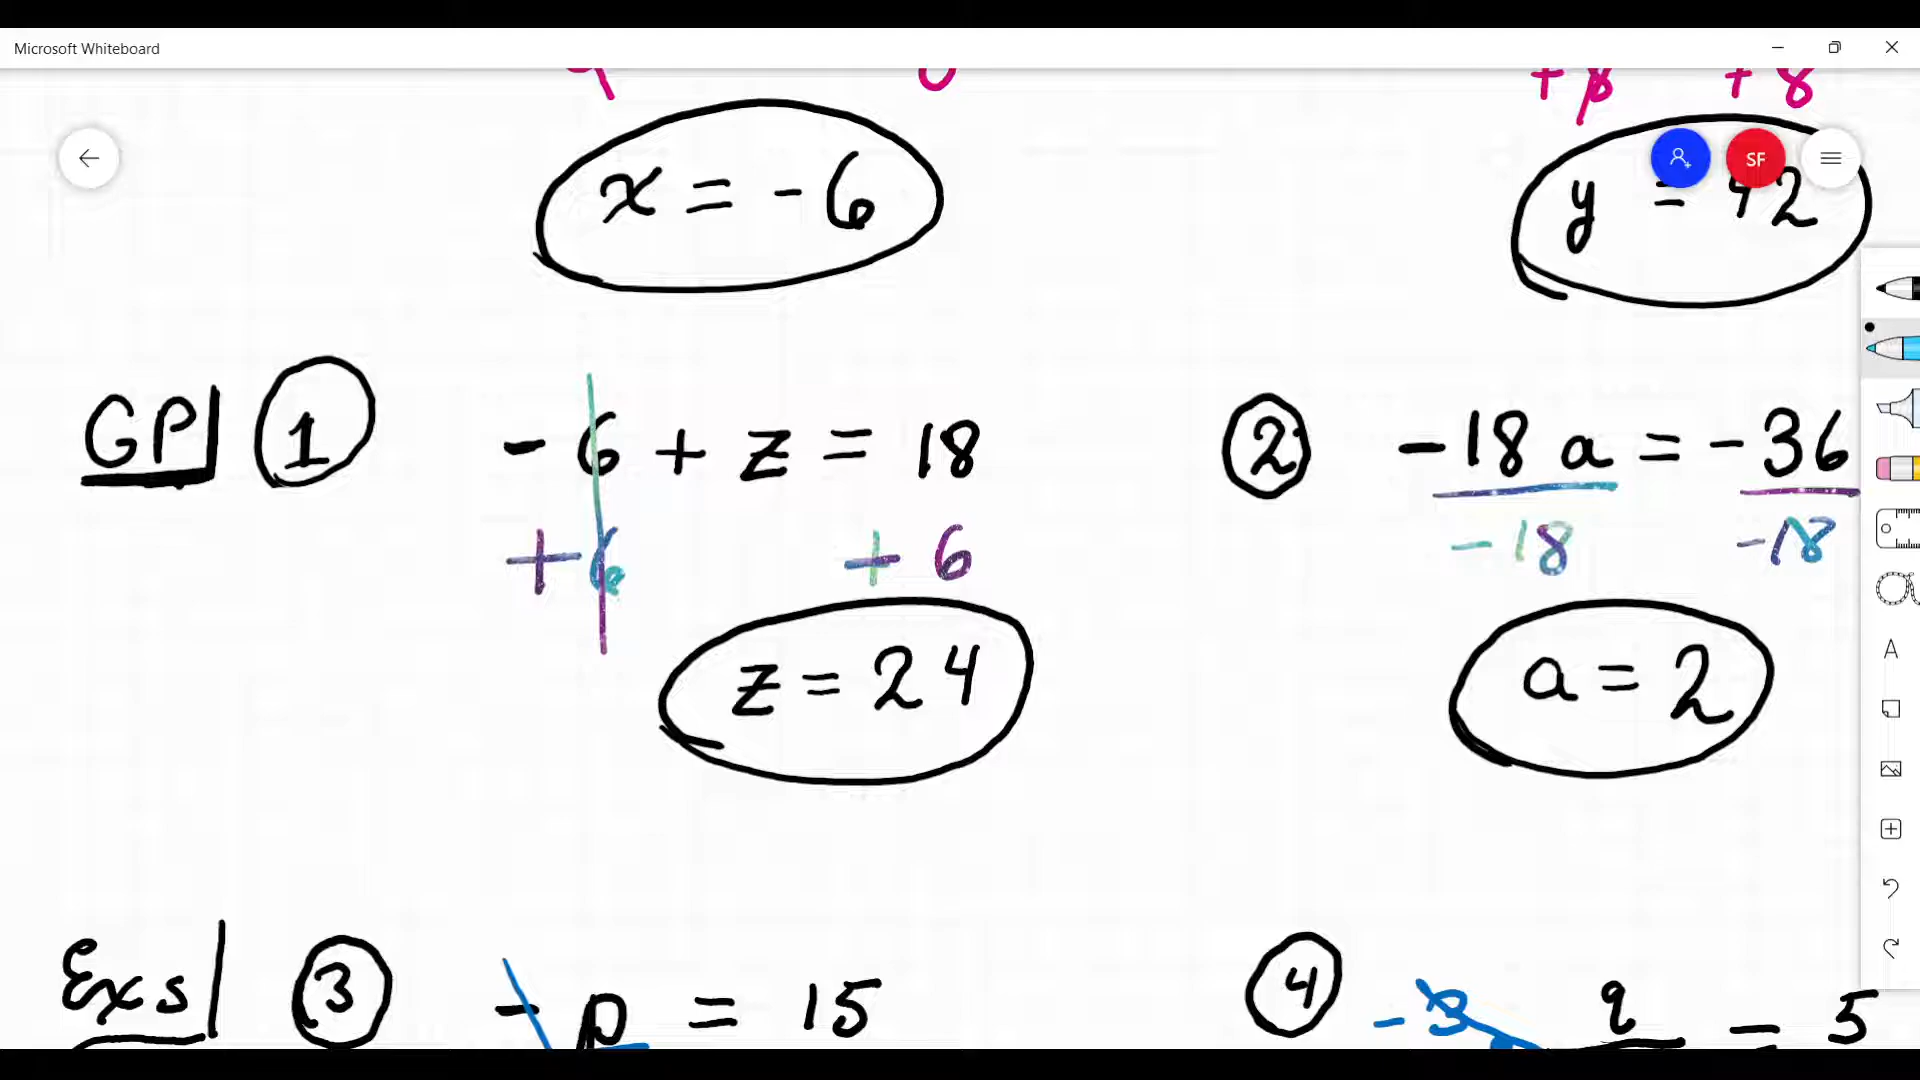 Microsoft Whiteboard
+ 8 + 8
x = - 6
y = 42
SF
GP 1 - 6 + z = 18
+ 6 + 6
z = 24
2 -18 a = -36
-18 -18
a = 2
Exs 3 - p = 15
4 - 3 q = 5
A